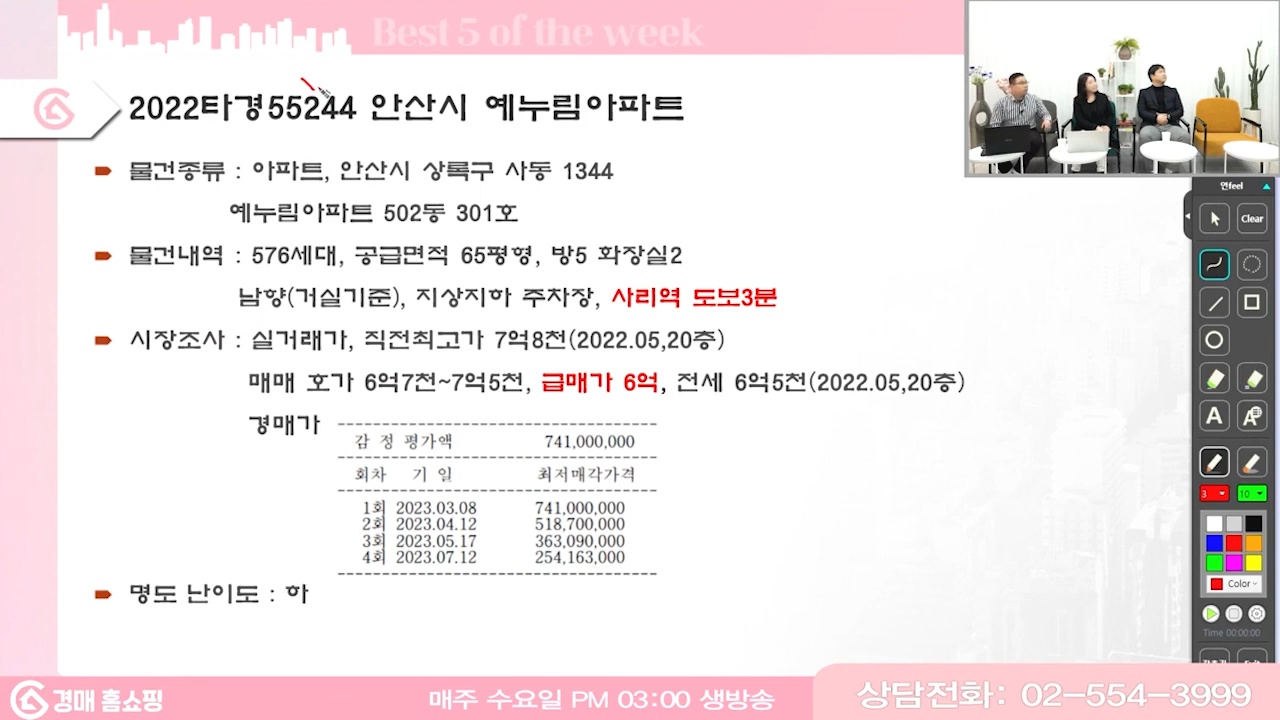 Best 5 of the week
2022타경55244 안산시 예누림아파트
물건종류 : 아파트, 안산시 상록구 사동 1344
예누림아파트 502동 301호
물건내역 : 576세대, 공급면적 65평형, 방5 화장실2
남향(거실기준), 지상지하 주차장, 사리역 도보3분
시장조사 : 실거래가, 직전최고가 7억8천(2022.05,20층)
매매 호가 6억7천~7억5천, 급매가 6억, 전세 6억5천(2022.05,20층)
경매가
감 정 평가액 741,000,000
회차 기 일 최저매각가격
1회 2023.03.08 741,000,000
2회 2023.04.12 518,700,000
3회 2023.05.17 363,090,000
4회 2023.07.12 254,163,000
명도 난이도 : 하
연feel
Clear
A A
3 10
Color
Time 00:00:00
경매 홈쇼핑
매주 수요일 PM 03:00 생방송
상담전화: 02-554-3999